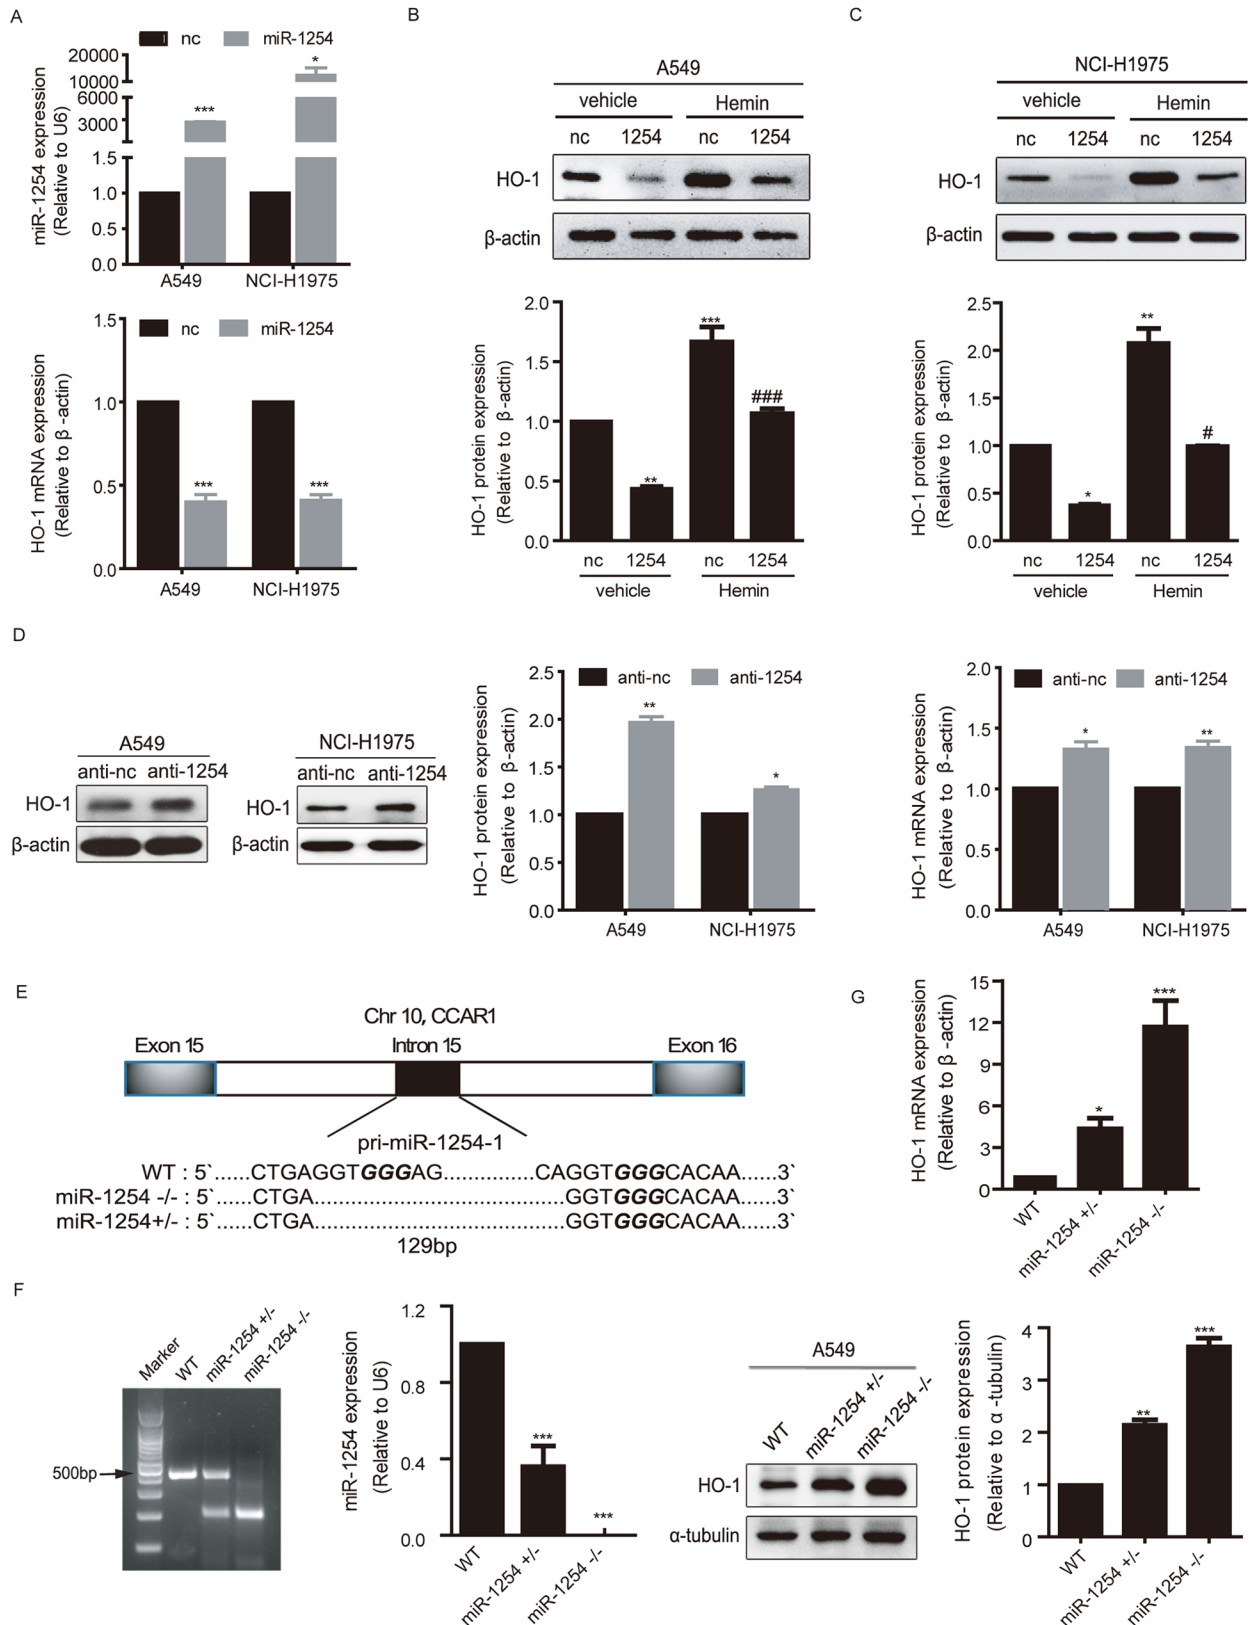 A
nc miR-1254
miR-1254 expression
(Relative to U6)
20000
10000
6000
3000
1.5
1.0
0.5
0.0
*** *
A549 NCI-H1975
nc miR-1254
HO-1 mRNA expression
(Relative to β -actin)
1.5
1.0
0.5
0.0
*** ***
A549 NCI-H1975
B
A549
vehicle Hemin
nc 1254 nc 1254
HO-1
β-actin
HO-1 protein expression
(Relative to β-actin)
2.0
1.5
1.0
0.5
0.0
** *** ###
nc 1254 nc 1254
vehicle Hemin
C
NCI-H1975
vehicle Hemin
nc 1254 nc 1254
HO-1
β-actin
HO-1 protein expression
(Relative to β-actin)
2.5
2.0
1.5
1.0
0.5
0.0
* ** #
nc 1254 nc 1254
vehicle Hemin
D
A549
anti-nc anti-1254
HO-1
β-actin
NCI-H1975
anti-nc anti-1254
HO-1
β-actin
anti-nc anti-1254
HO-1 protein expression
(Relative to β-actin)
2.5
2.0
1.5
1.0
0.5
0.0
** *
A549 NCI-H1975
anti-nc anti-1254
HO-1 mRNA expression
(Relative to β-actin)
2.0
1.5
1.0
0.5
0.0
* **
A549 NCI-H1975
E
Chr 10, CCAR1
Exon 15 Intron 15 Exon 16
pri-miR-1254-1
WT : 5`......CTGAGGTGGGAG...............CAGGTGGGCACAA......3`
miR-1254 -/- : 5`......CTGA........................................GGTGGGCACAA......3`
miR-1254+/- : 5`......CTGA........................................GGTGGGCACAA......3`
129bp
G
HO-1 mRNA expression
(Relative to β -actin)
15
12
9
6
3
0
* ***
WT miR-1254 +/- miR-1254 -/-
F
Marker WT miR-1254 +/- miR-1254 -/-
500bp
miR-1254 expression
(Relative to U6)
1.2
0.8
0.4
0.0
*** ***
WT miR-1254 +/- miR-1254 -/-
A549
WT miR-1254 +/- miR-1254 -/-
HO-1
α-tubulin
HO-1 protein expression
(Relative to α -tubulin)
4
3
2
1
0
** ***
WT miR-1254 +/- miR-1254 -/-